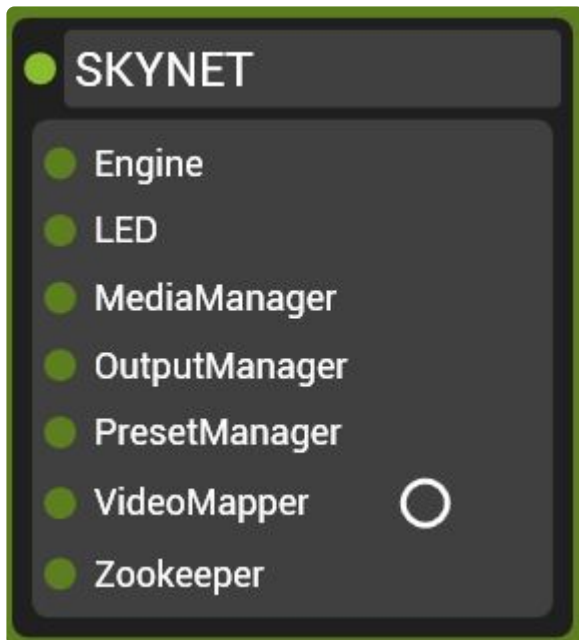 SKYNET
Engine
LED
MediaManager
OutputManager
PresetManager
VideoMapper
Zookeeper